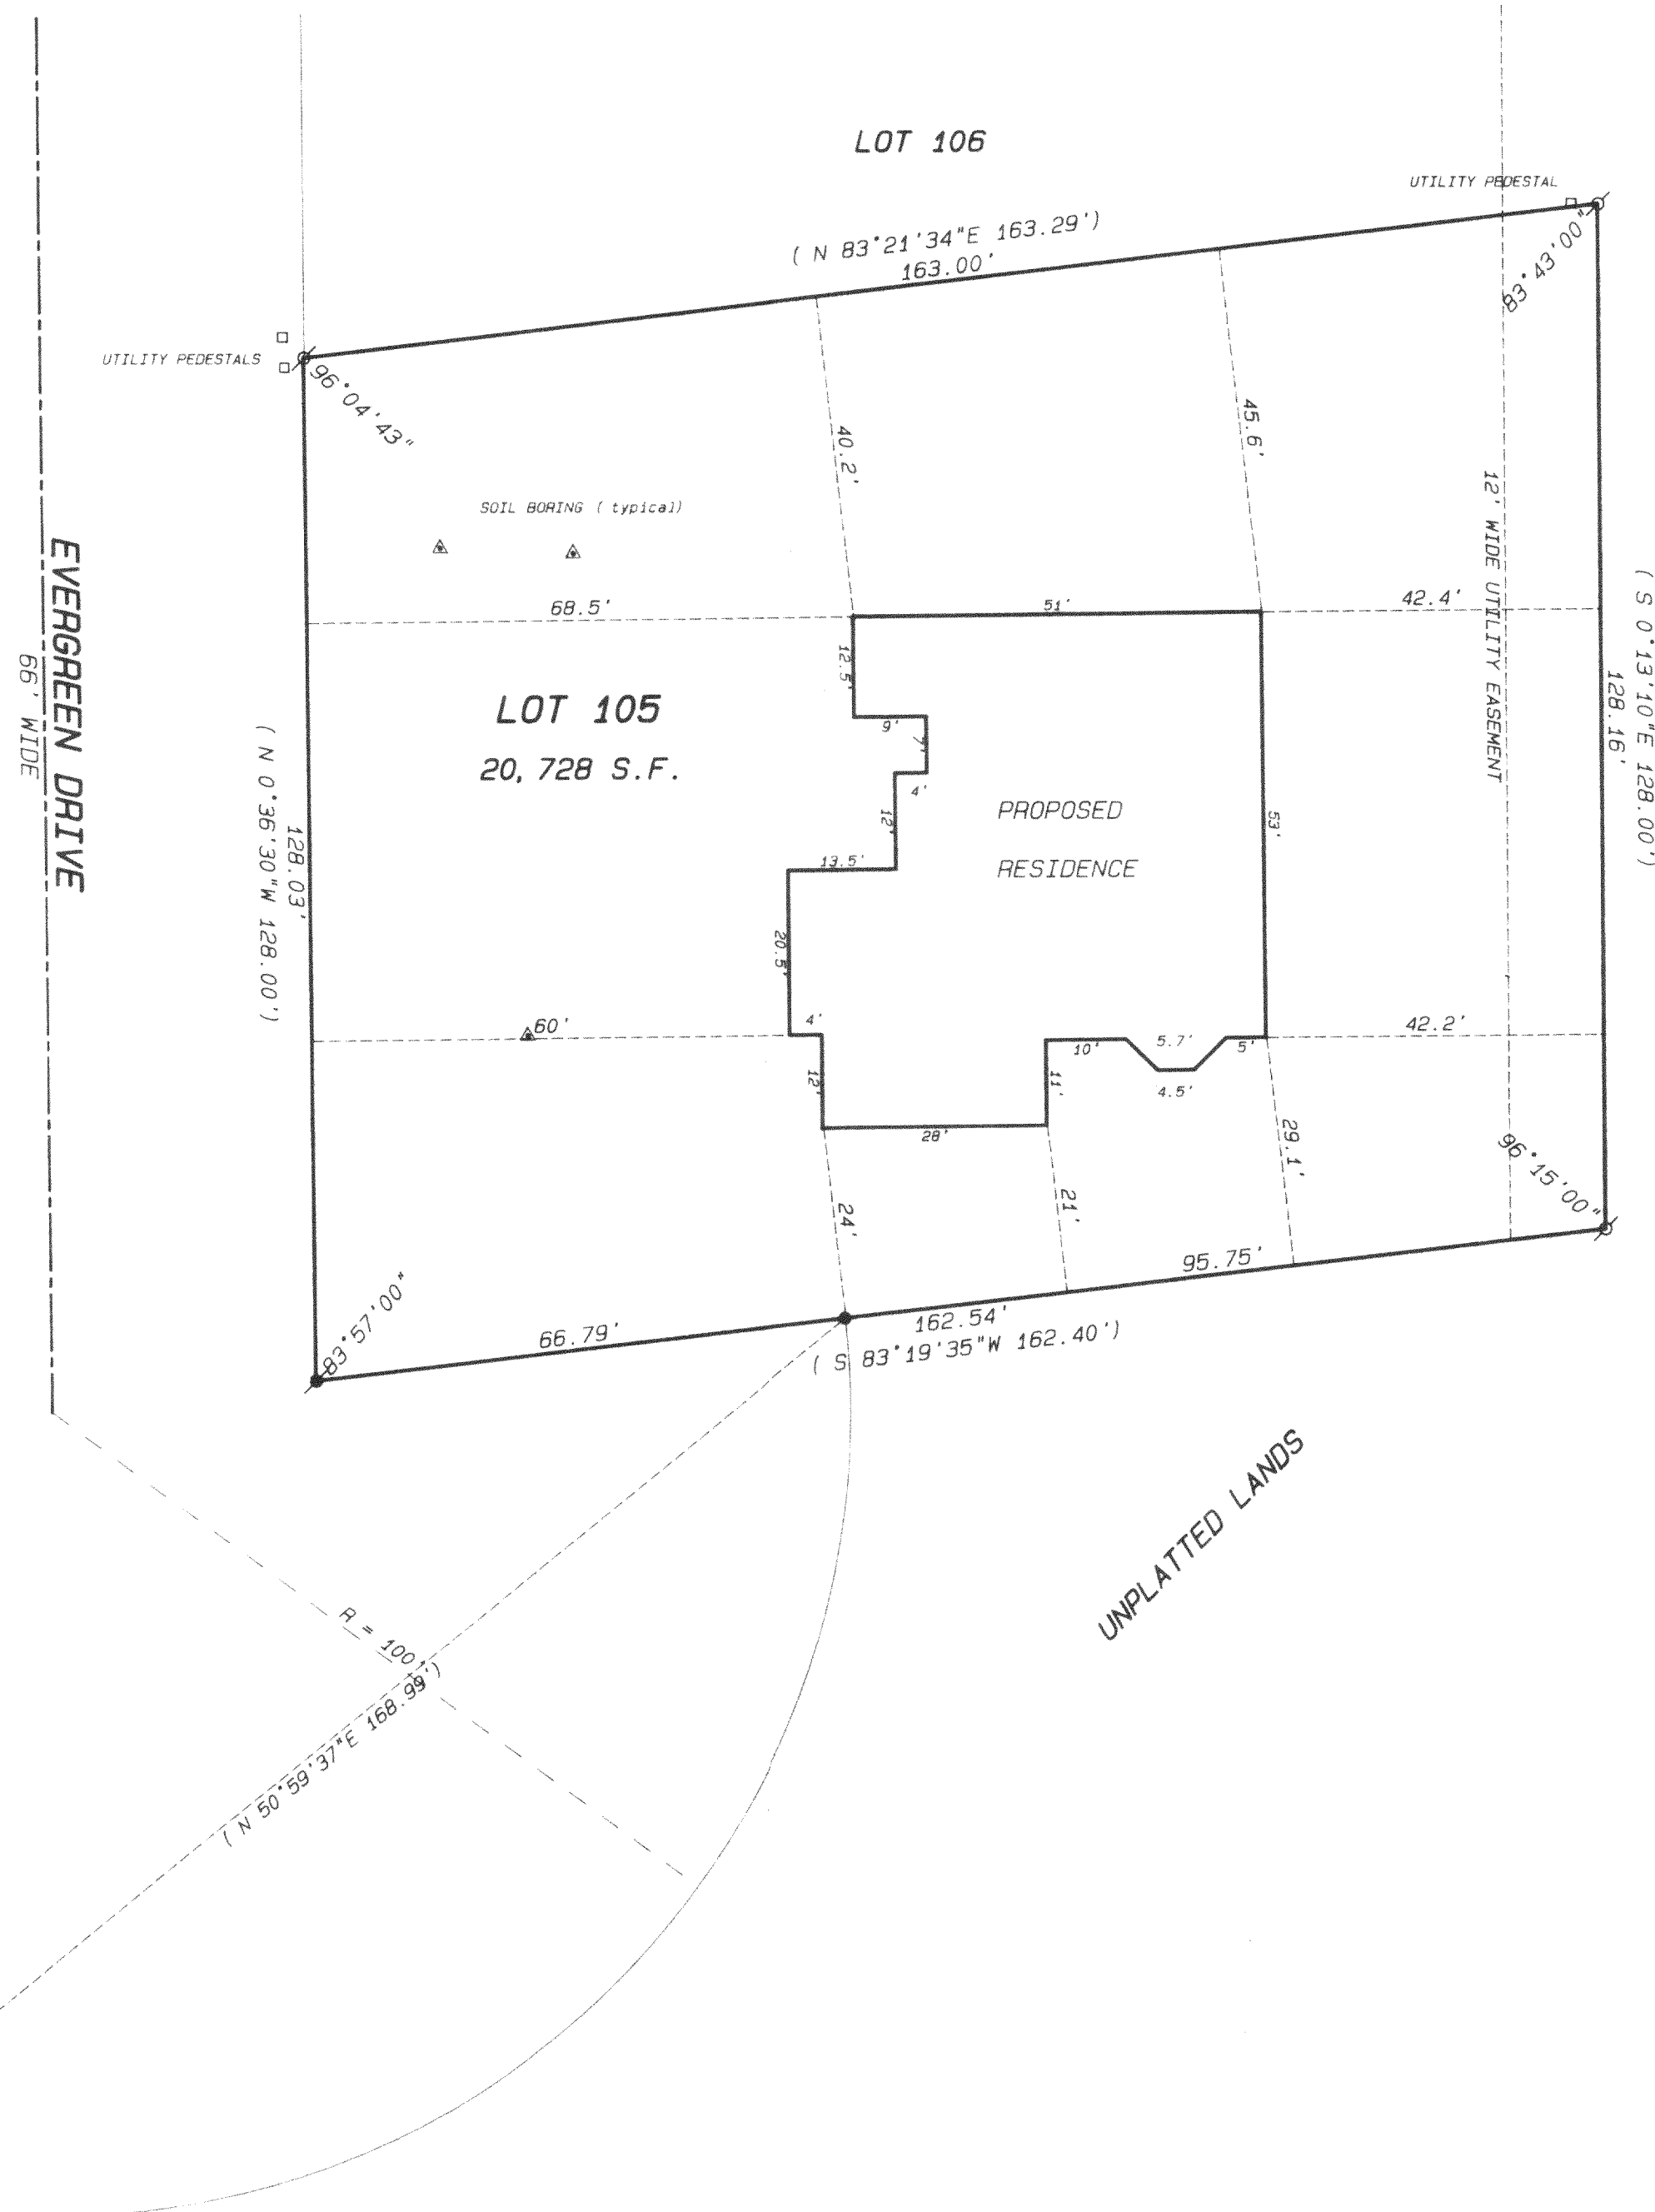 LOT 106
UTILITY PEDESTAL
( N 83°21'34"E 163.29')
163.00'
83°43'00"
UTILITY PEDESTALS
96°04'43"
40.2'
45.6'
SOIL BORING ( typical)
12' WIDE UTILITY EASEMENT
( S 0°13'10"E 128.00')
128.16'
68.5'
51'
42.4'
EVERGREEN DRIVE
66' WIDE
12.5'
LOT 105
20,728 S.F.
9'
7'
4'
12'
PROPOSED
RESIDENCE
53'
13.5'
128.03'
( N 0°36'30"W 128.00')
20.5'
60'
4'
12'
10'
5.7'
5'
4.5'
42.2'
11'
28'
29.1'
96°15'00"
24'
21'
95.75'
83°57'00"
66.79'
162.54'
( S 83°19'35"W 162.40')
UNPLATTED LANDS
R = 100'
( N 50°59'37"E 168.99')